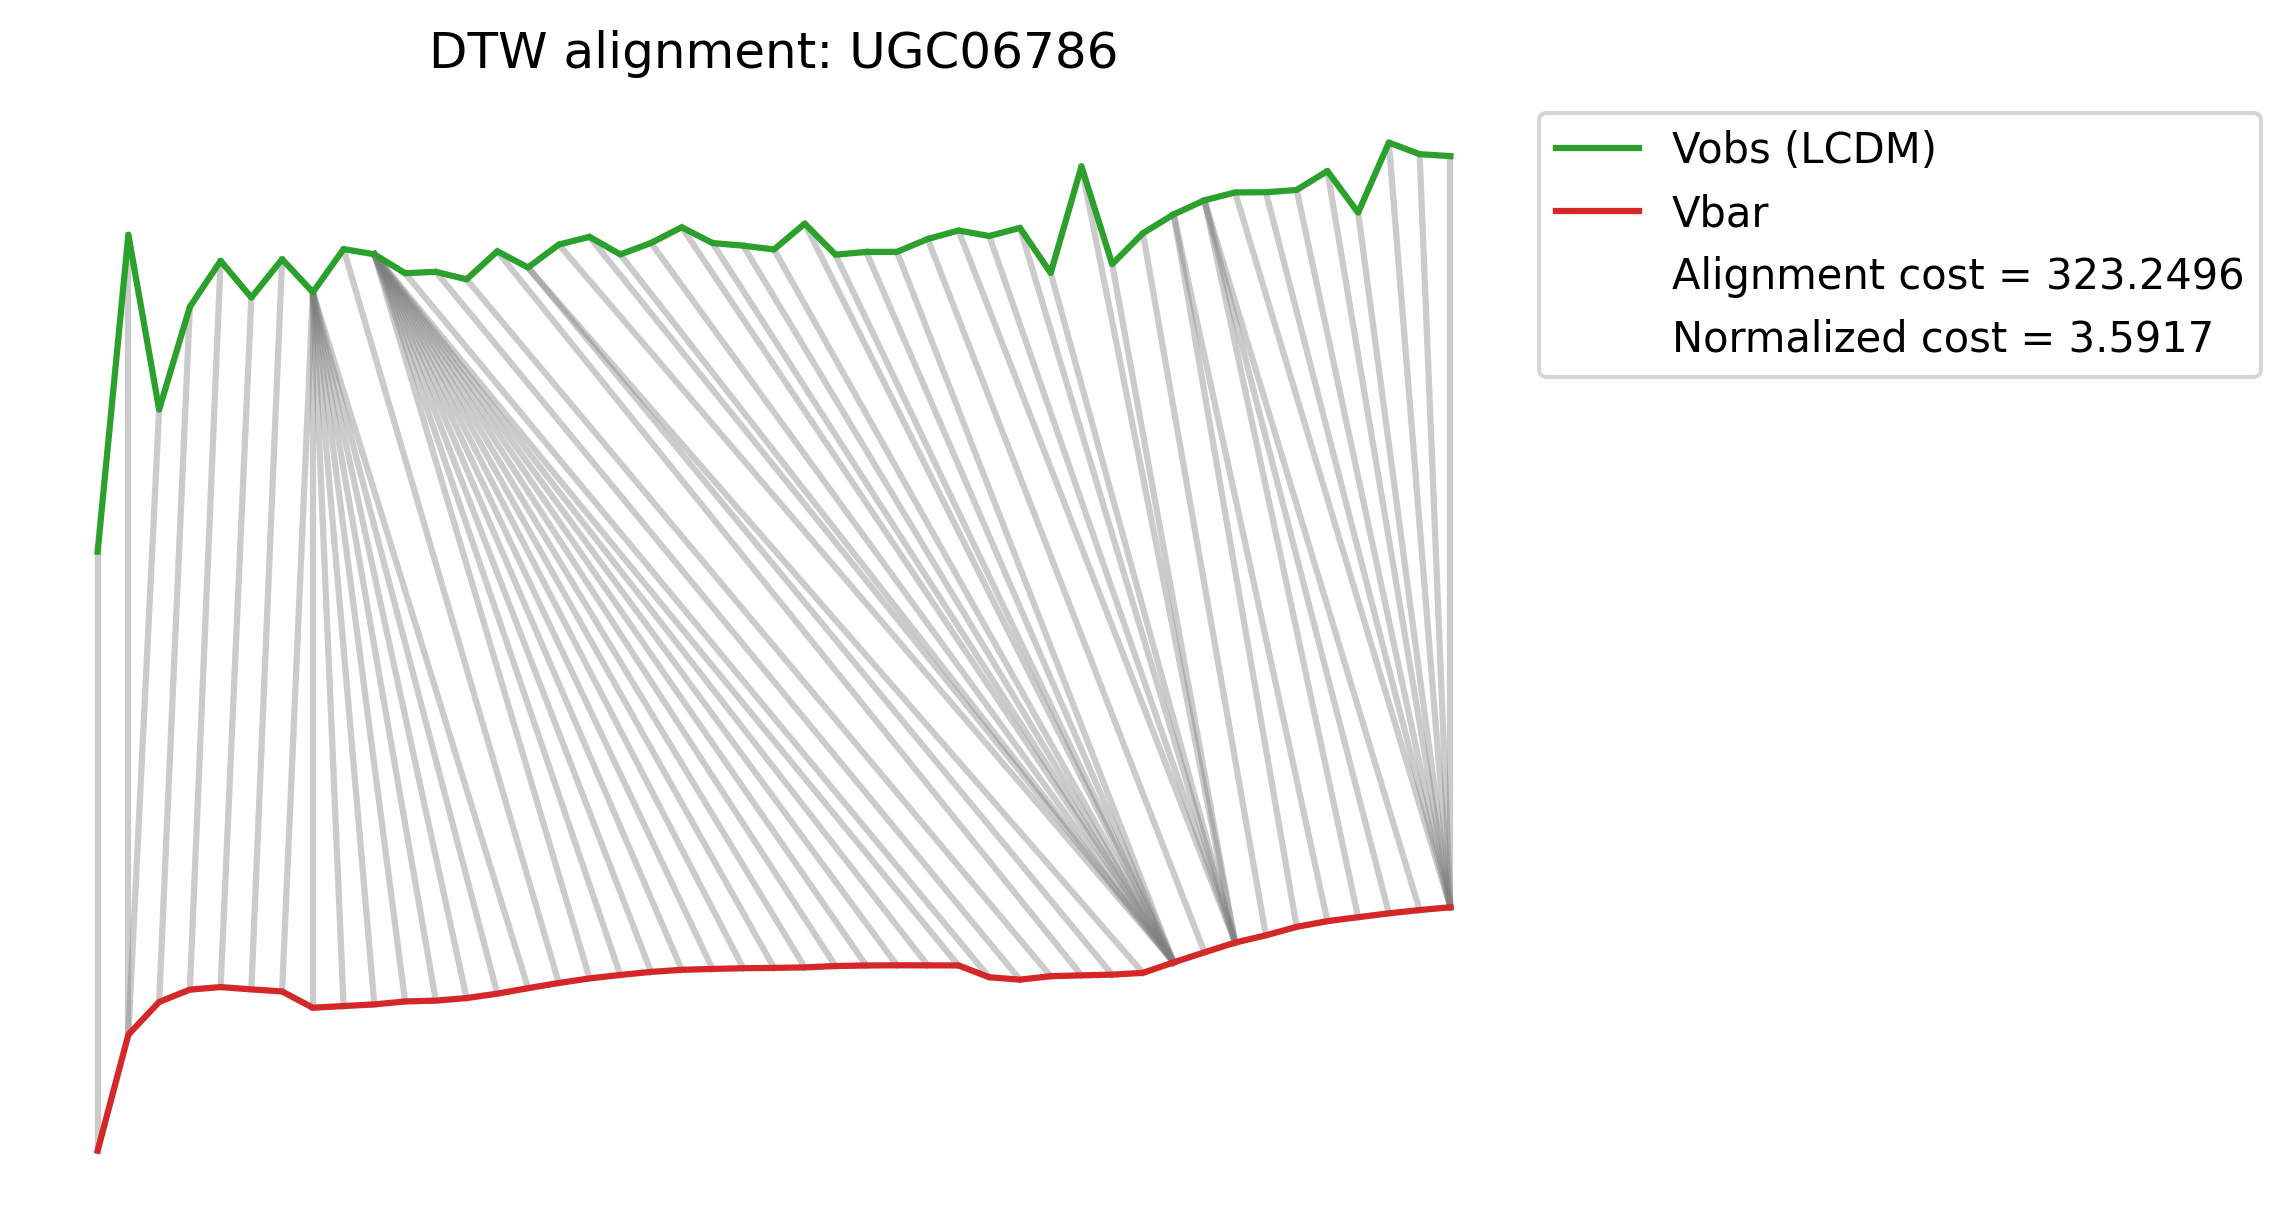 DTW alignment: UGC06786
Vobs (LCDM)
Vbar
Alignment cost = 323.2496
Normalized cost = 3.5917